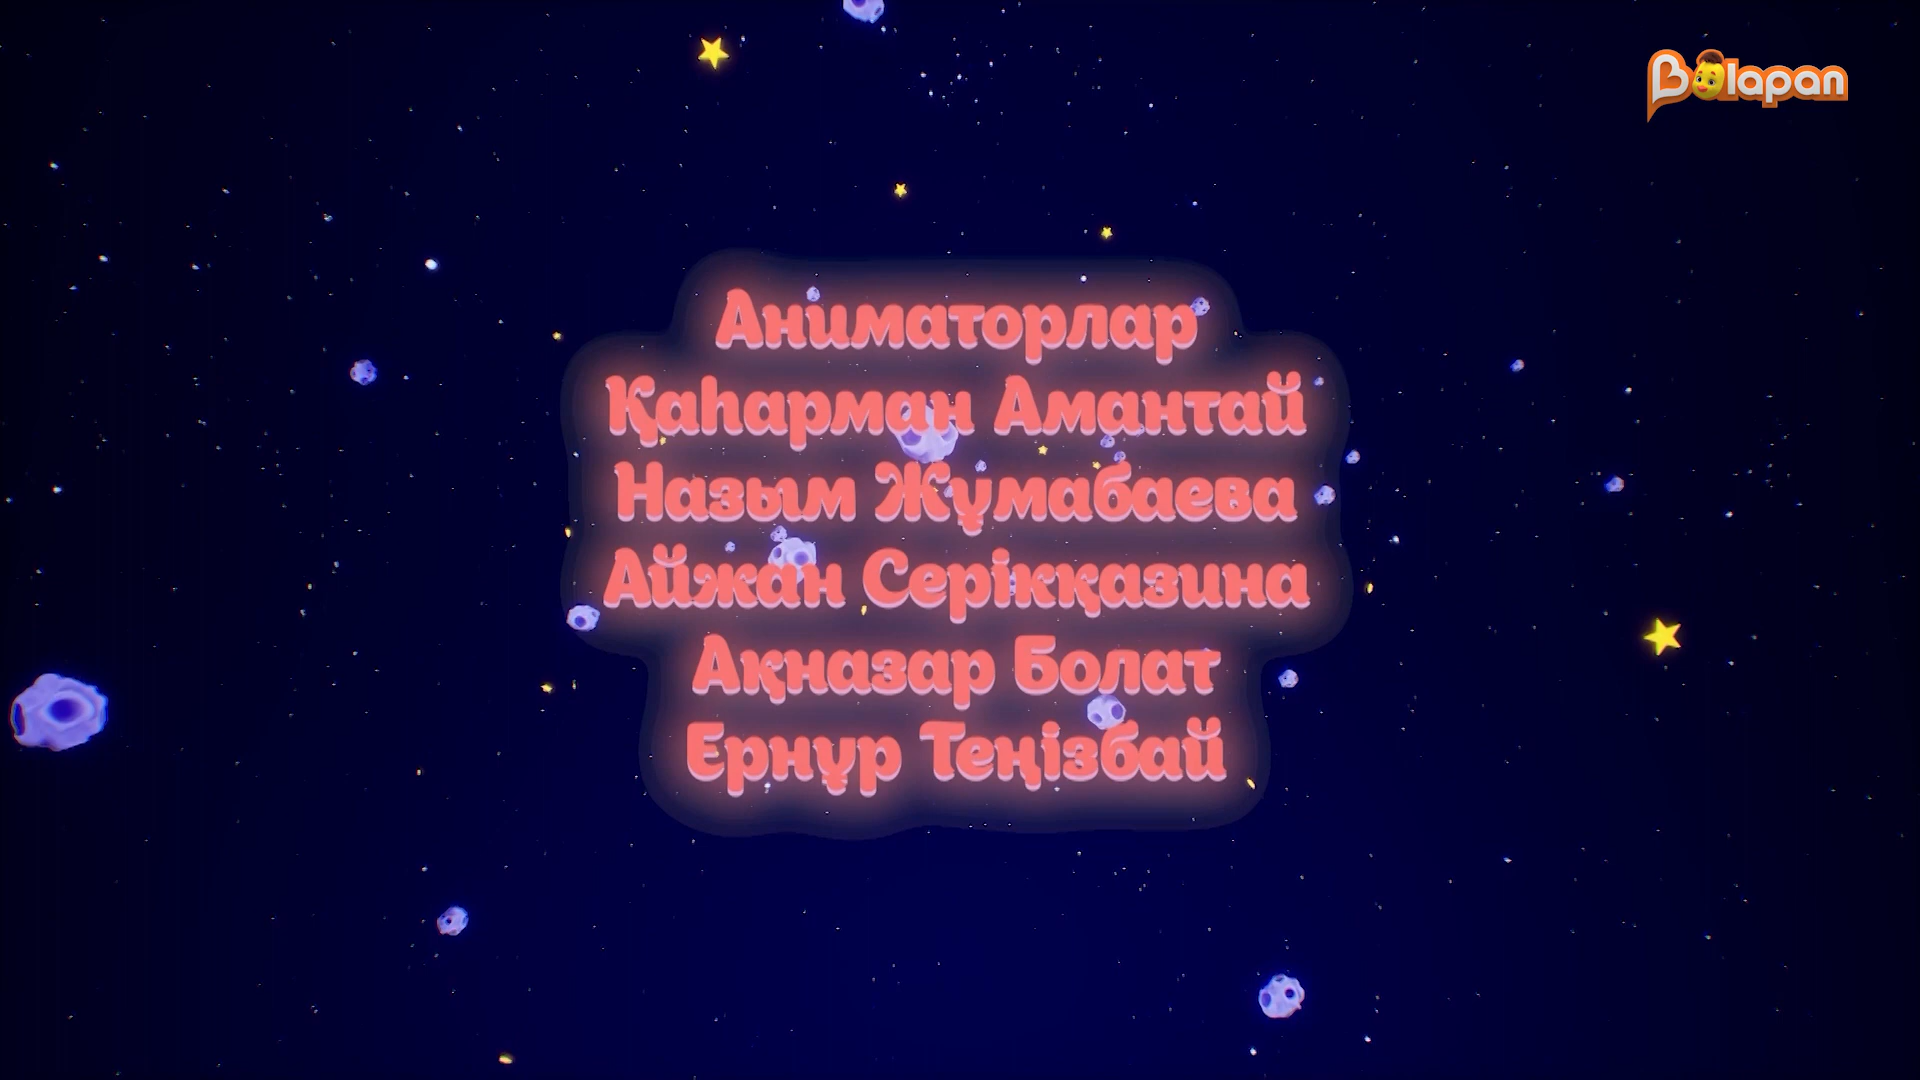 Bolapan
Аниматорлар
Қаһарман Амантай
Назым Жұмабаева
Айжан Серікқазина
Ақназар Болат
Ернұр Теңізбай